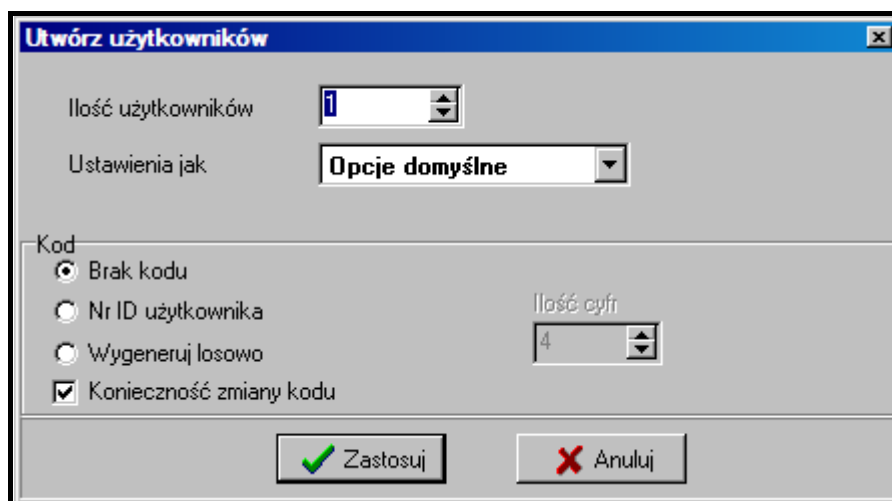 Utwórz użytkowników
Ilość użytkowników 1
Ustawienia jak Opcje domyślne
Kod
Brak kodu
Nr ID użytkownika
Ilość cyfr
4
Wygeneruj losowo
Konieczność zmiany kodu
Zastosuj Anuluj